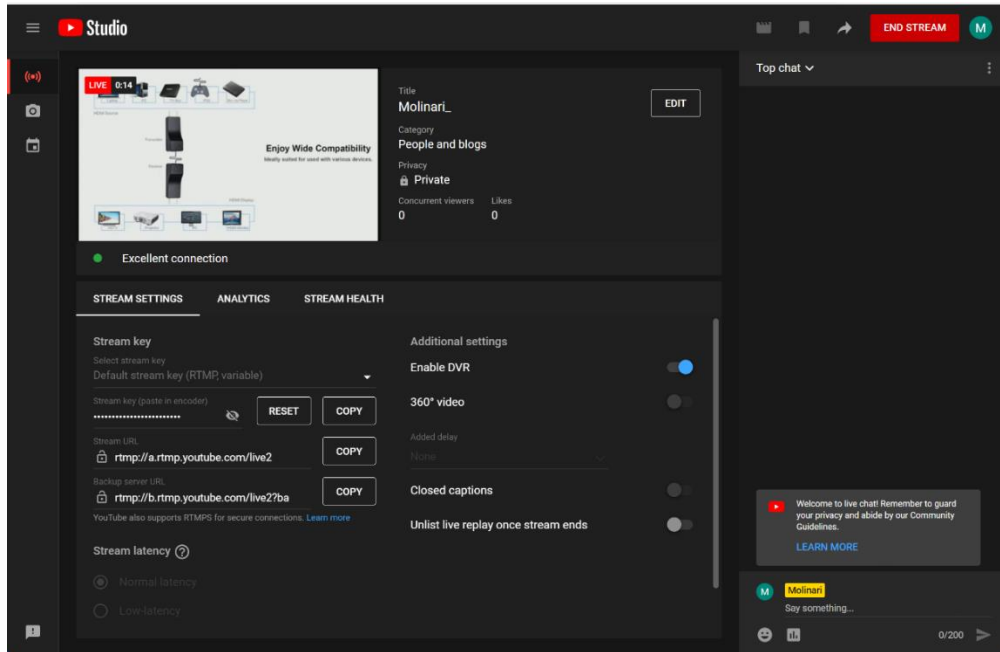 Studio
END STREAM
M
LIVE 0:14
Enjoy Wide Compatibility
Ideally suited for used with various devices.
Title
Molinari_
EDIT
Category
People and blogs
Privacy
Private
Concurrent viewers Likes
0 0
Excellent connection
STREAM SETTINGS ANALYTICS STREAM HEALTH
Stream key
Select stream key
Default stream key (RTMP, variable)
Stream key (paste in encoder)
••••••••••••••••••••••••
RESET COPY
Stream URL
rtmp://a.rtmp.youtube.com/live2
COPY
Backup server URL
rtmp://b.rtmp.youtube.com/live2?ba
COPY
YouTube also supports RTMPS for secure connections. Learn more
Stream latency ?
Normal latency
Low-latency
Additional settings
Enable DVR
360° video
Added delay
None
Closed captions
Unlist live replay once stream ends
Top chat
Welcome to live chat! Remember to guard
your privacy and abide by our Community
Guidelines.
LEARN MORE
M Molinari
Say something...
0/200